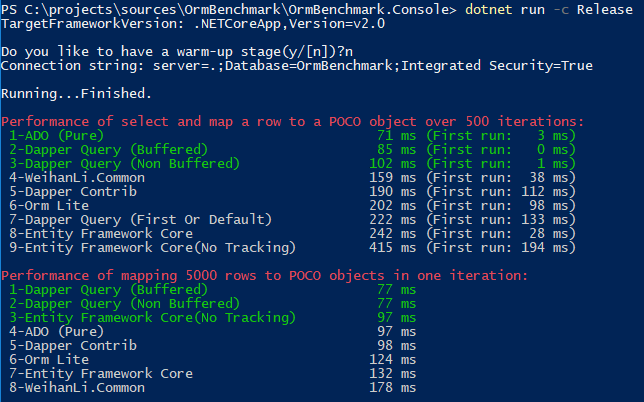 PS C:\projects\sources\OrmBenchmark\OrmBenchmark.Console> dotnet run -c Release
TargetFrameworkVersion: .NETCoreApp,Version=v2.0
Do you like to have a warm-up stage(y/[n])?n
Connection string: server=.;Database=OrmBenchmark;Integrated Security=True
Running...Finished.
Performance of select and map a row to a POCO object over 500 iterations:
1-ADO (Pure) 71 ms (First run: 3 ms)
2-Dapper Query (Buffered) 85 ms (First run: 0 ms)
3-Dapper Query (Non Buffered) 102 ms (First run: 1 ms)
4-WeihanLi.Common 159 ms (First run: 38 ms)
5-Dapper Contrib 190 ms (First run: 112 ms)
6-Orm Lite 202 ms (First run: 98 ms)
7-Dapper Query (First Or Default) 222 ms (First run: 133 ms)
8-Entity Framework Core 242 ms (First run: 28 ms)
9-Entity Framework Core(No Tracking) 415 ms (First run: 194 ms)
Performance of mapping 5000 rows to POCO objects in one iteration:
1-Dapper Query (Buffered) 77 ms
2-Dapper Query (Non Buffered) 77 ms
3-Entity Framework Core(No Tracking) 97 ms
4-ADO (Pure) 97 ms
5-Dapper Contrib 98 ms
6-Orm Lite 124 ms
7-Entity Framework Core 132 ms
8-WeihanLi.Common 178 ms